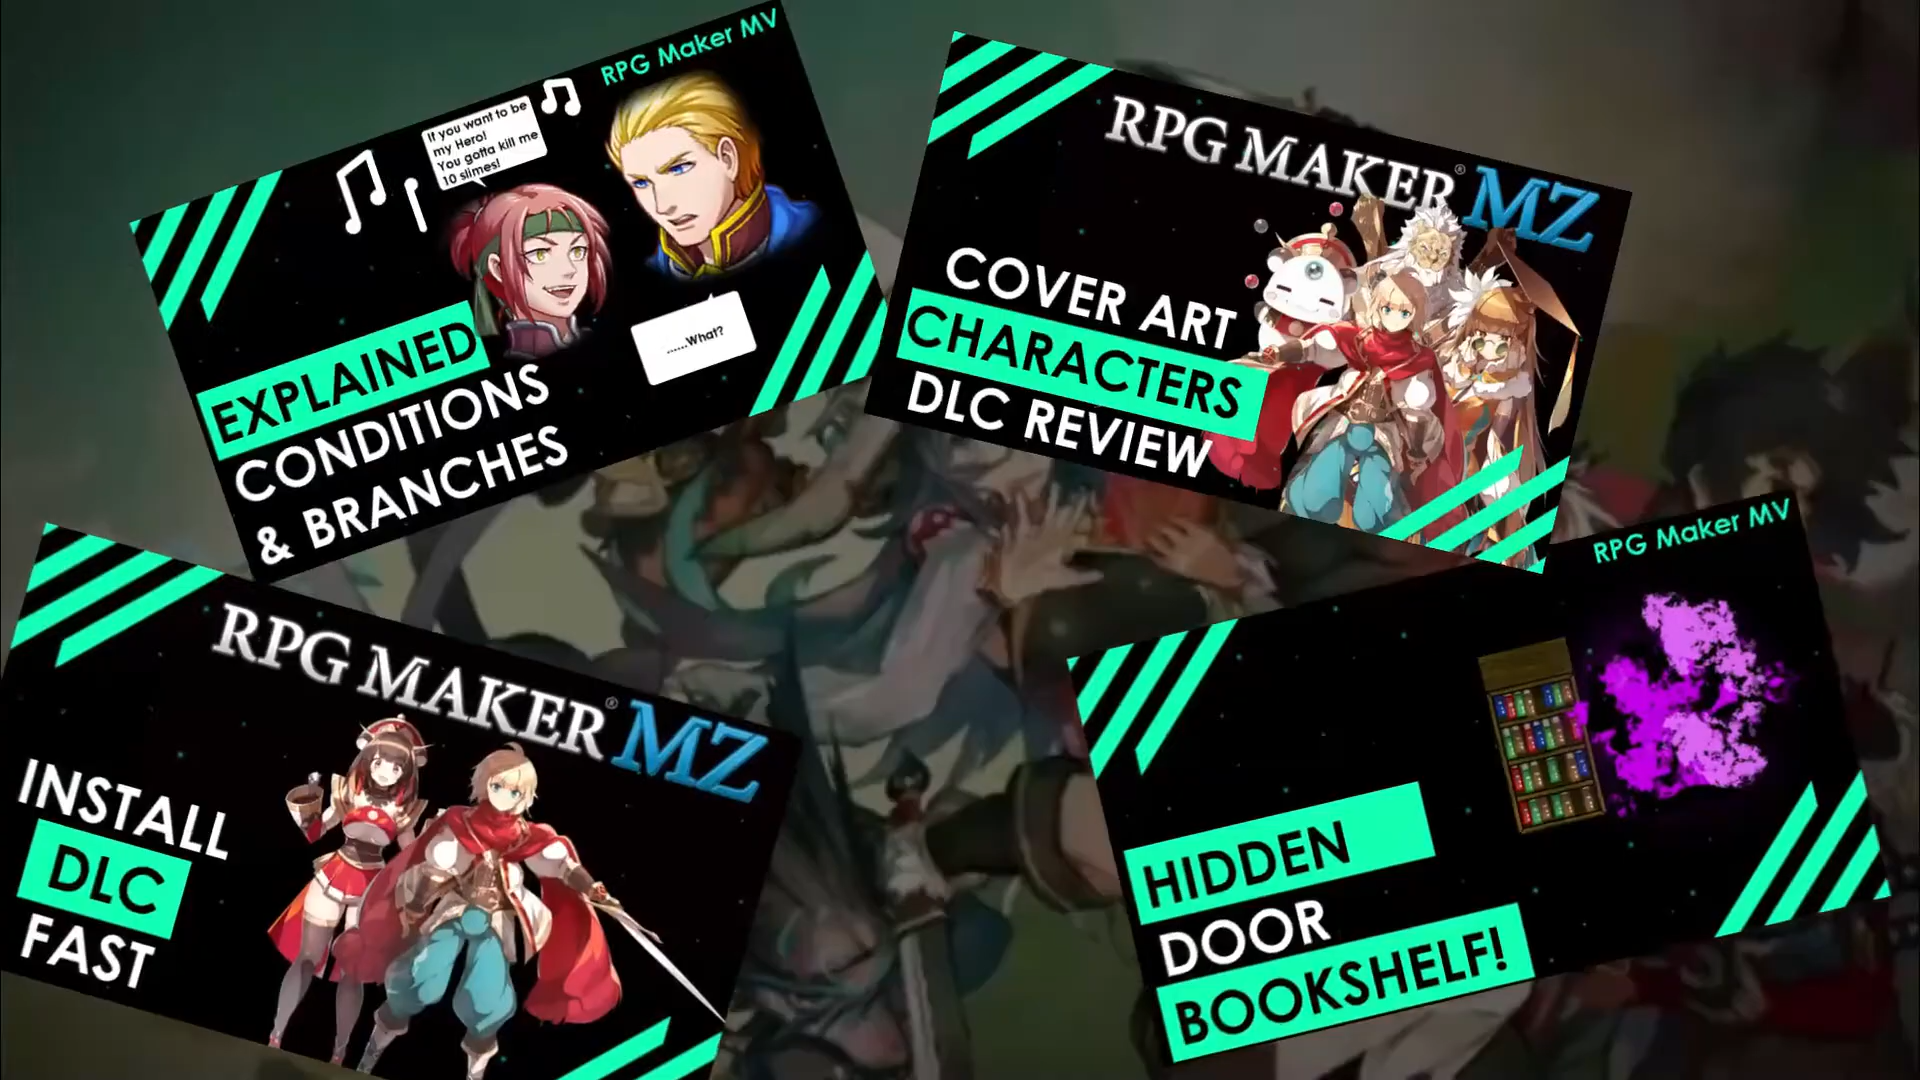 RPG Maker MV
If you want to be
my Hero!
You gotta kill me
10 slimes!
......What?
EXPLAINED
CONDITIONS
& BRANCHES
RPG MAKER® MZ
COVER ART
CHARACTERS
DLC REVIEW
RPG MAKER® MZ
INSTALL
DLC
FAST
RPG Maker MV
HIDDEN
DOOR
BOOKSHELF!